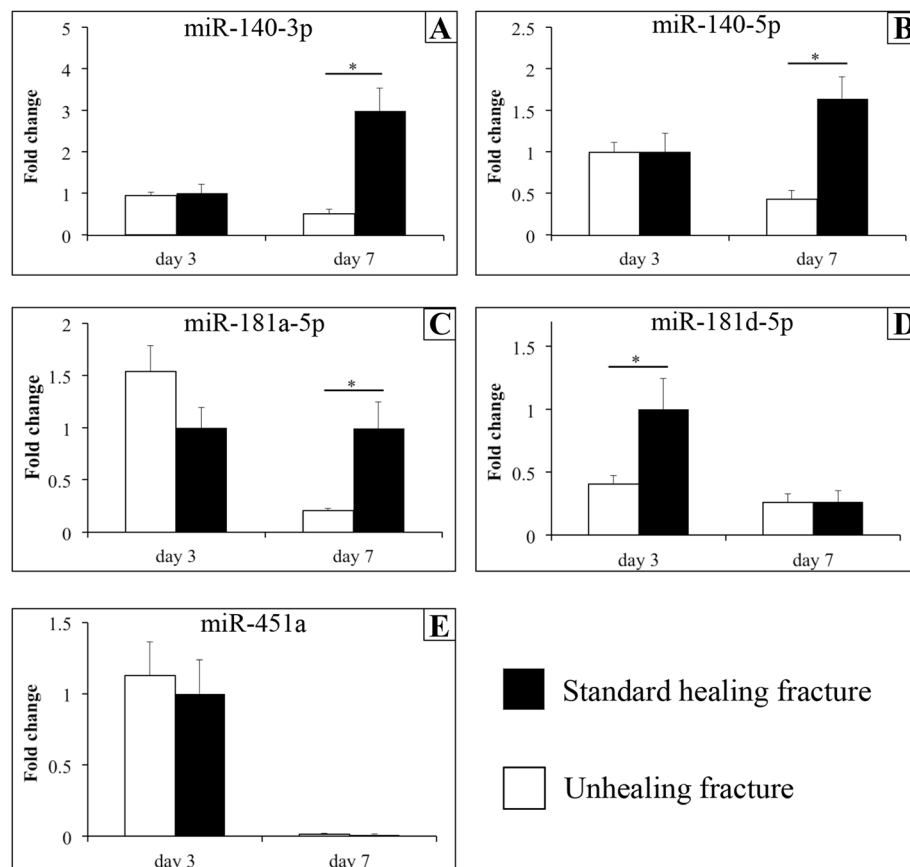 miR-140-3p
A
Fold change
5
4
3
2
1
0
*
day 3
day 7
miR-140-5p
B
Fold change
2.5
2
1.5
1
0.5
0
*
day 3
day 7
miR-181a-5p
C
Fold change
2
1.5
1
0.5
0
*
day 3
day 7
miR-181d-5p
D
Fold change
1.5
1
0.5
0
*
day 3
day 7
miR-451a
E
Fold change
1.5
1
0.5
0
day 3
day 7
Standard healing fracture
Unhealing fracture